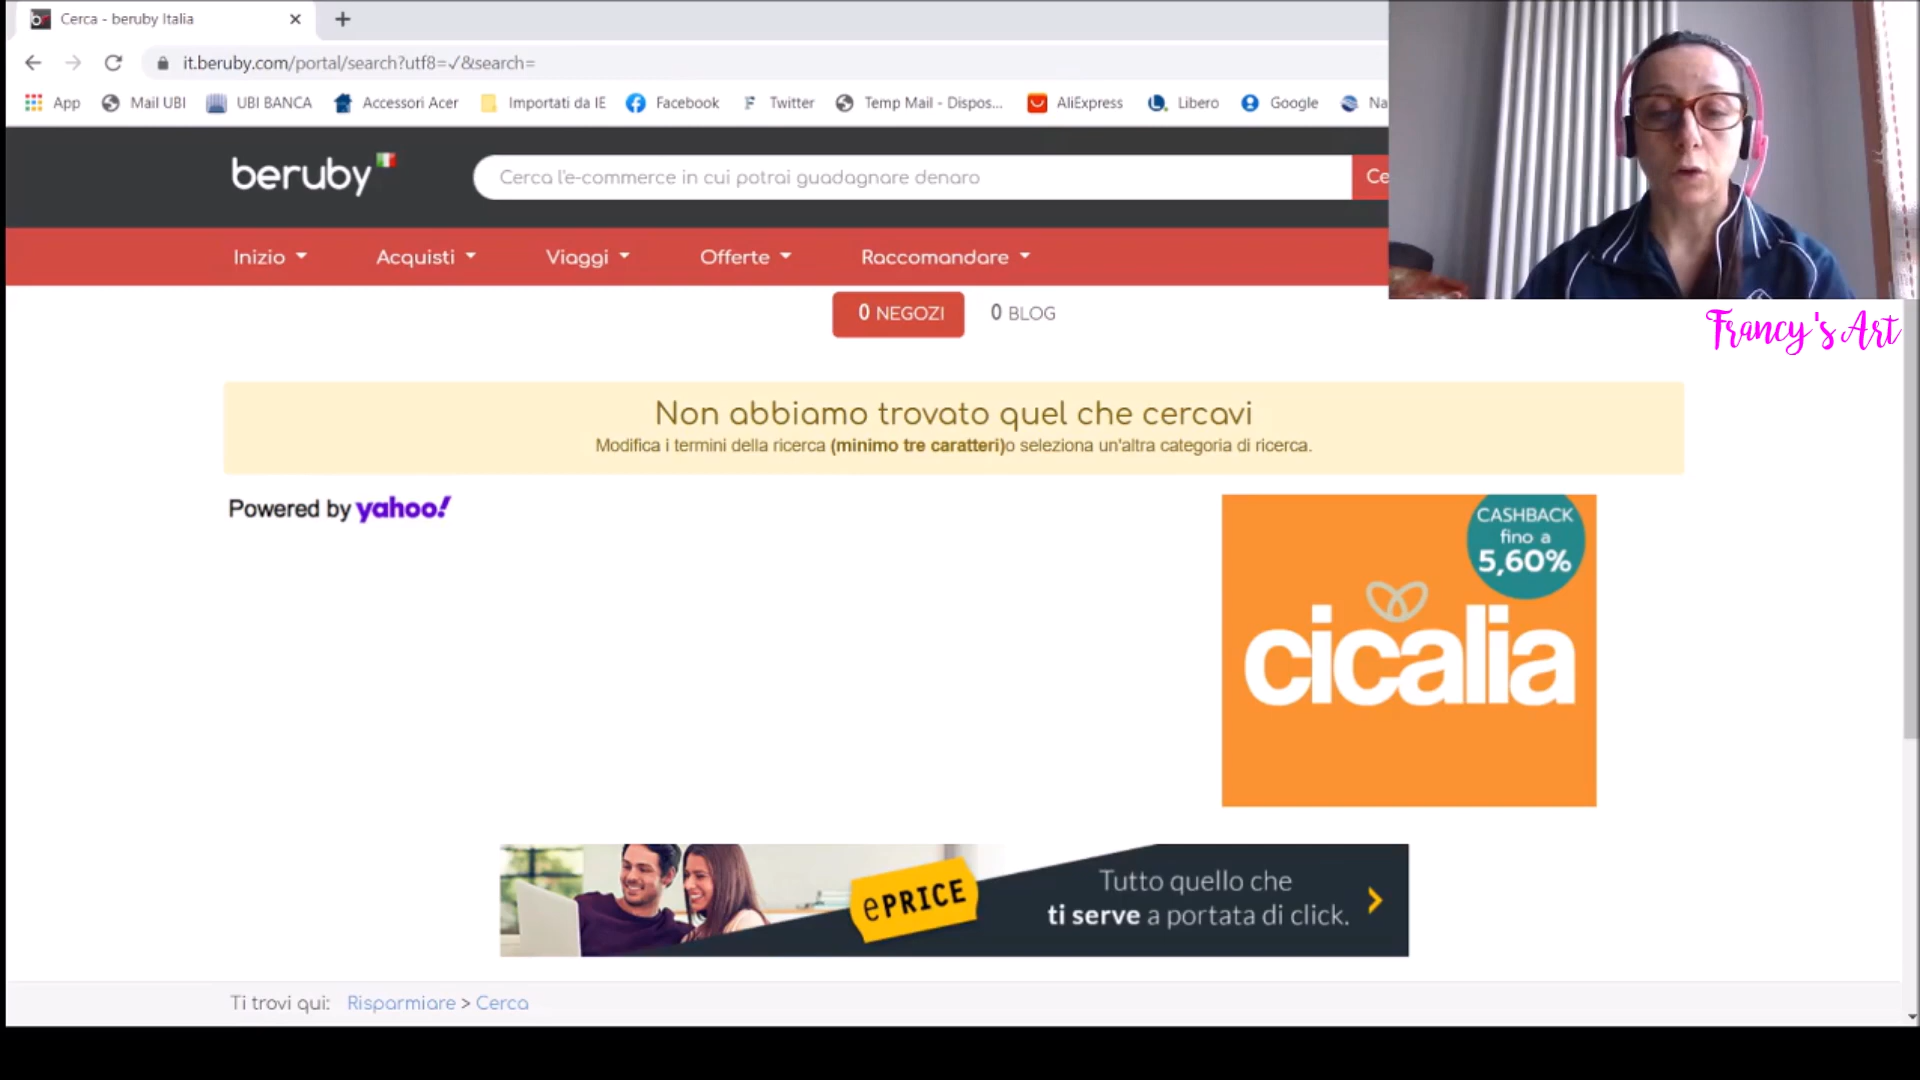 Cerca - beruby Italia
it.beruby.com/portal/search?utf8=✓&search=
App Mail UBI UBI BANCA Accessori Acer Importati da IE Facebook Twitter Temp Mail - Dispos... AliExpress Libero Google Na
beruby Cerca l'e-commerce in cui potrai guadagnare denaro Ce
Inizio Acquisti Viaggi Offerte Raccomandare
0 NEGOZI 0 BLOG
Francy's Art
Non abbiamo trovato quel che cercavi
Modifica i termini della ricerca (minimo tre caratteri)o seleziona un'altra categoria di ricerca.
Powered by yahoo!
CASHBACK
fino a
5,60%
cicalia
ePRICE
Tutto quello che
ti serve a portata di click.
Ti trovi qui: Risparmiare > Cerca